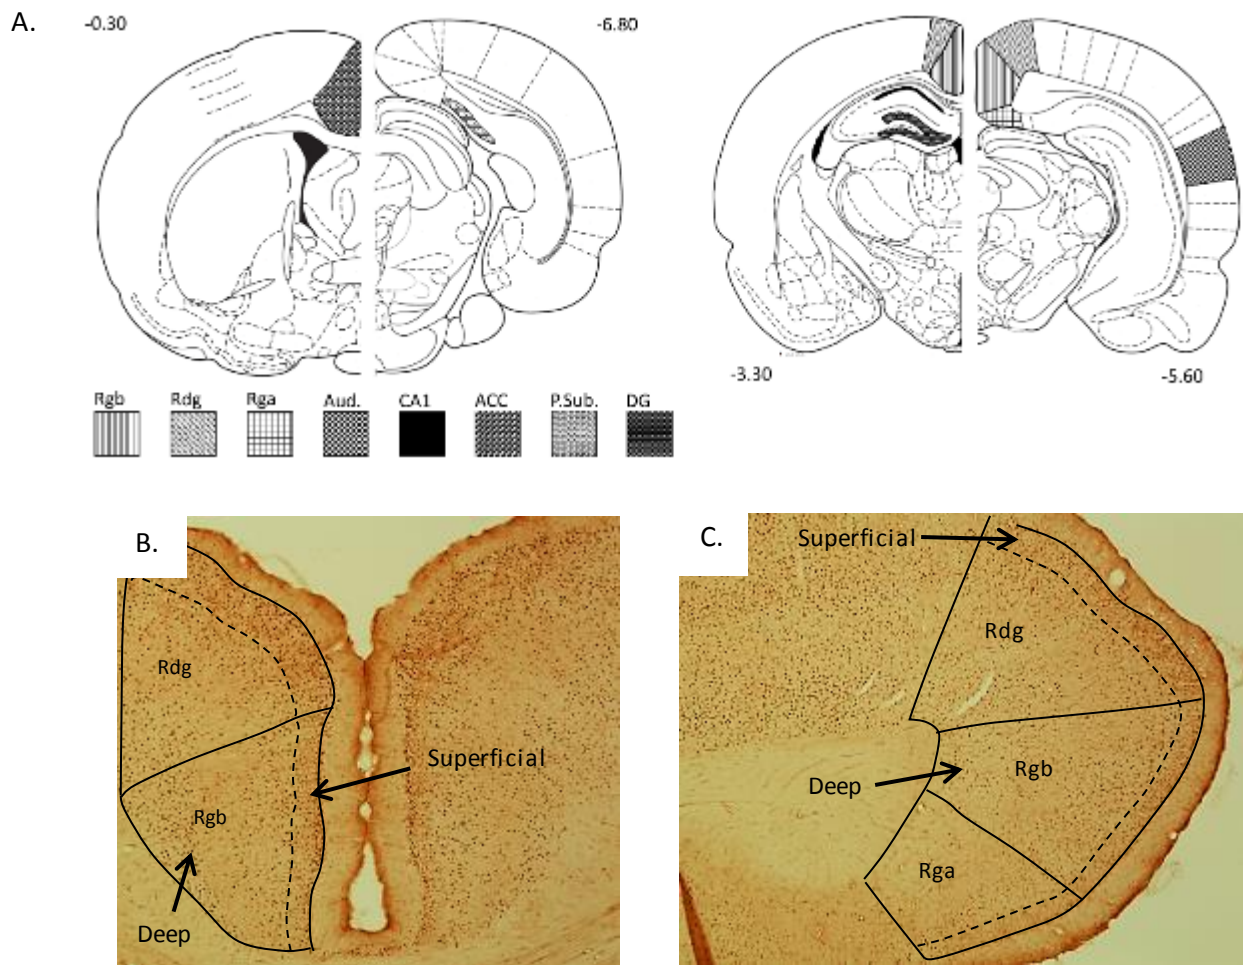 A.
-0.30
-6.80
-3.30
-5.60
Rgb Rdg Rga Aud. CA1 ACC P.Sub. DG
B.
Rdg
Superficial
Rgb
Deep
C.
Superficial
Rdg
Deep
Rgb
Rga